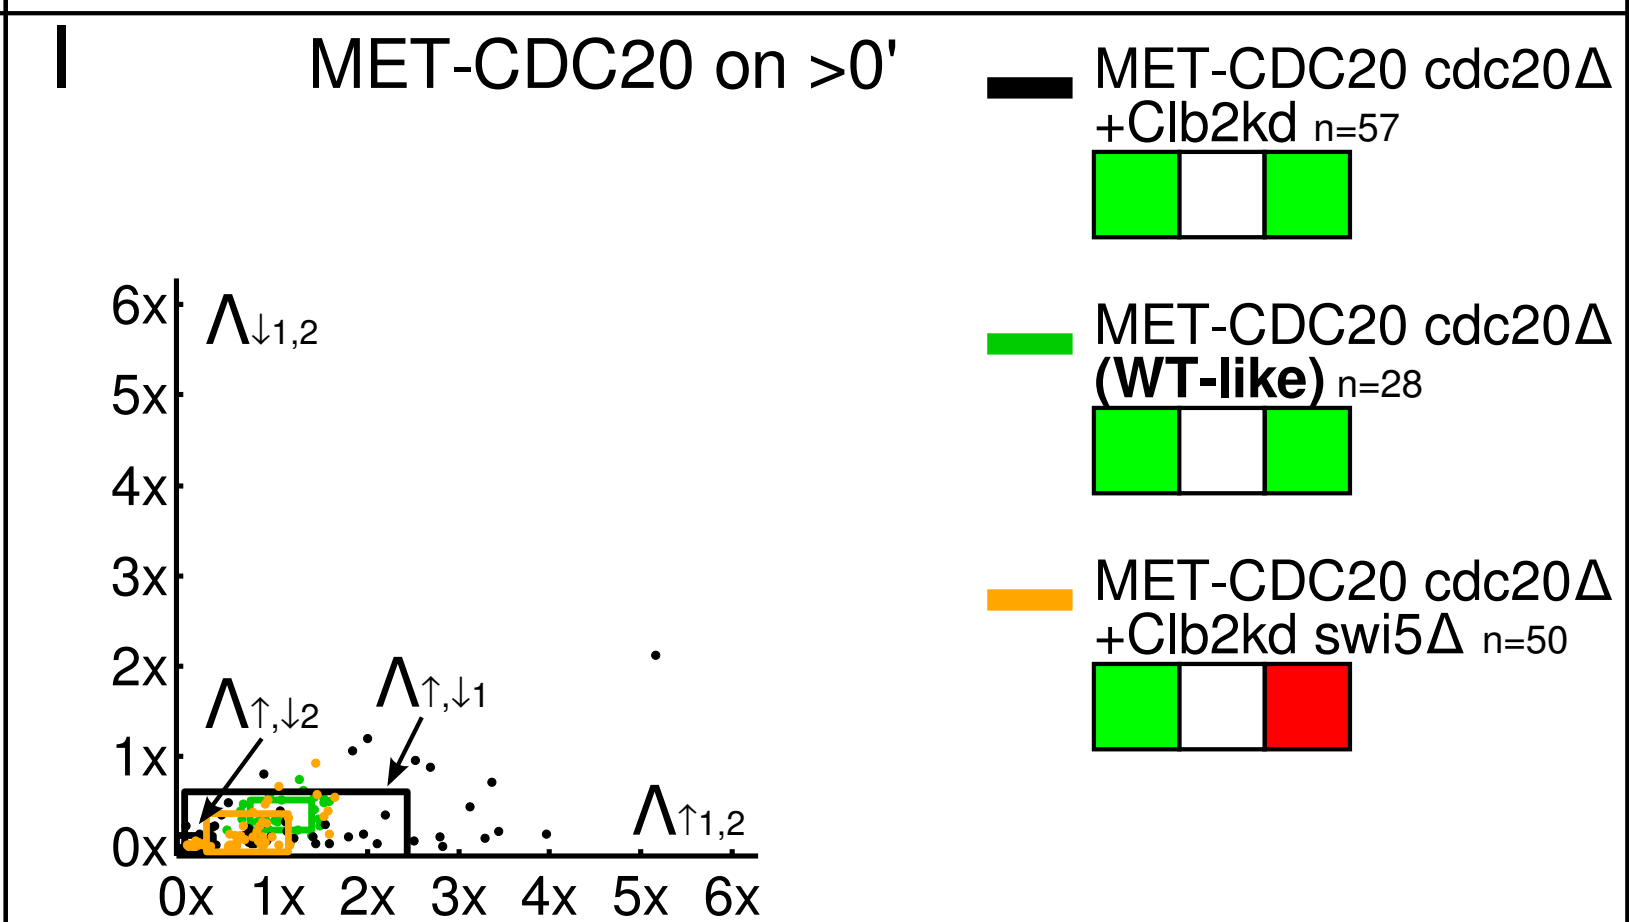 I
MET-CDC20 on >0'
MET-CDC20 cdc20Δ
+Clb2kd n=57
MET-CDC20 cdc20Δ
(WT-like) n=28
MET-CDC20 cdc20Δ
+Clb2kd swi5Δ n=50
6x
Λ↓1,2
5x
4x
3x
2x
Λ↑,↓1
Λ↑,↓2
1x
Λ↑1,2
0x
0x 1x 2x 3x 4x 5x 6x